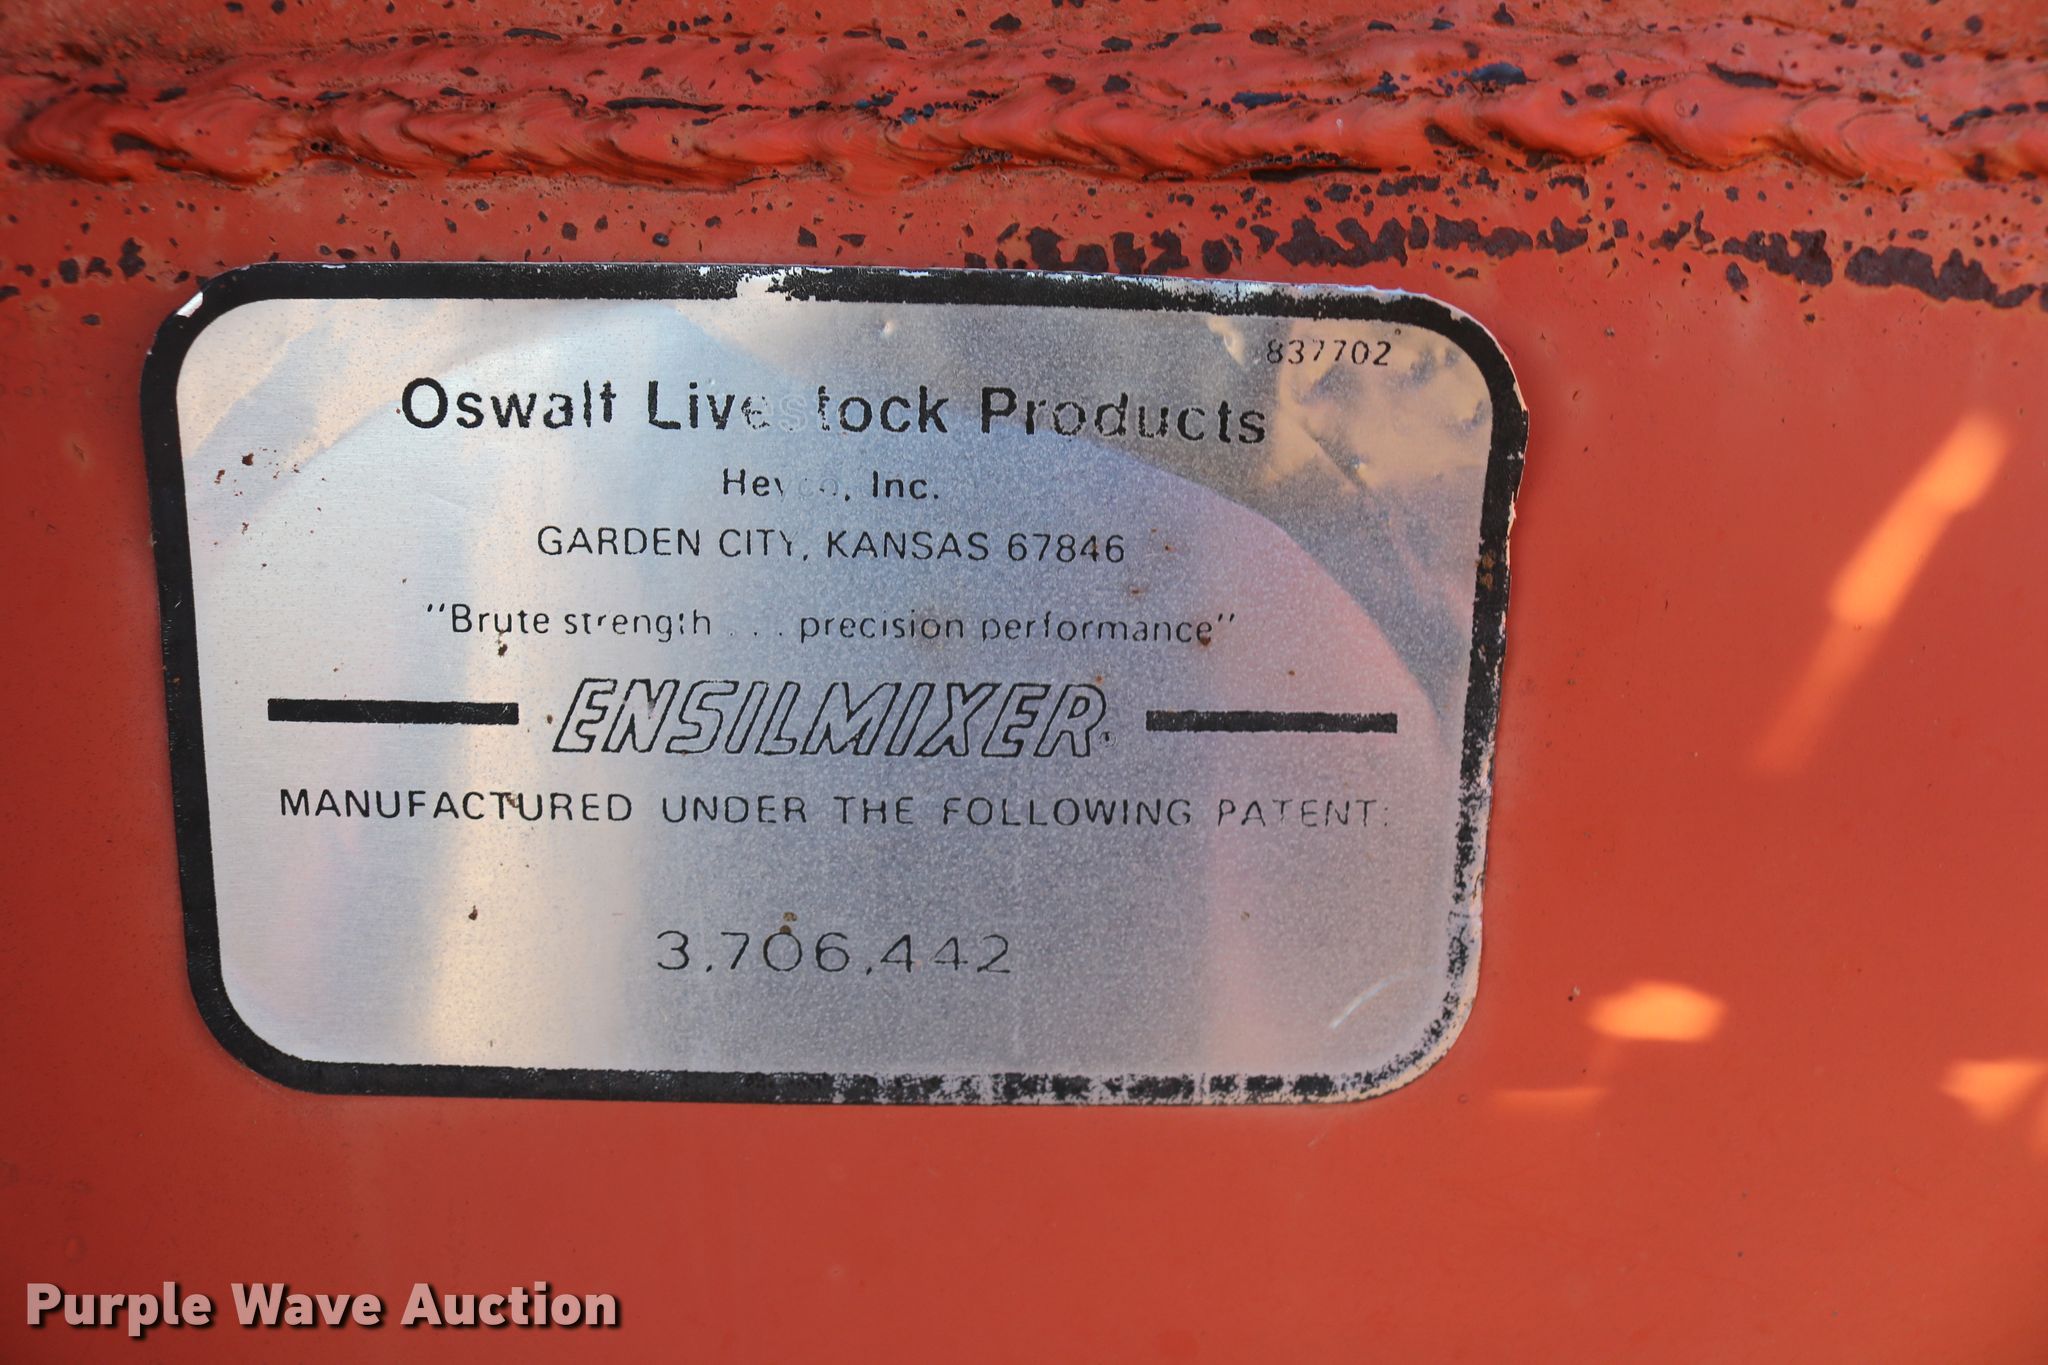 837702
Oswalt Livestock Products
Heyco, Inc.
GARDEN CITY, KANSAS 67846
"Brute strength . . . precision performance"
ENSILMIXER
MANUFACTURED UNDER THE FOLLOWING PATENT:
3,706,442
Purple Wave Auction